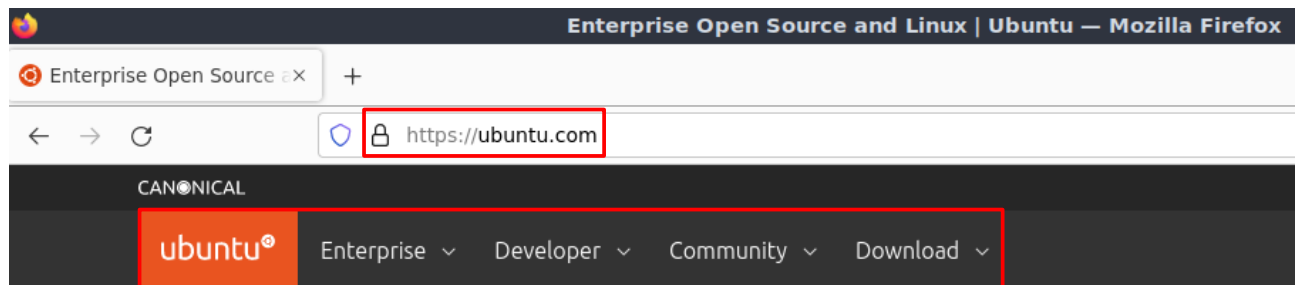 Enterprise Open Source and Linux | Ubuntu — Mozilla Firefox
Enterprise Open Source a
https://ubuntu.com
CANONICAL
ubuntu Enterprise Developer Community Download